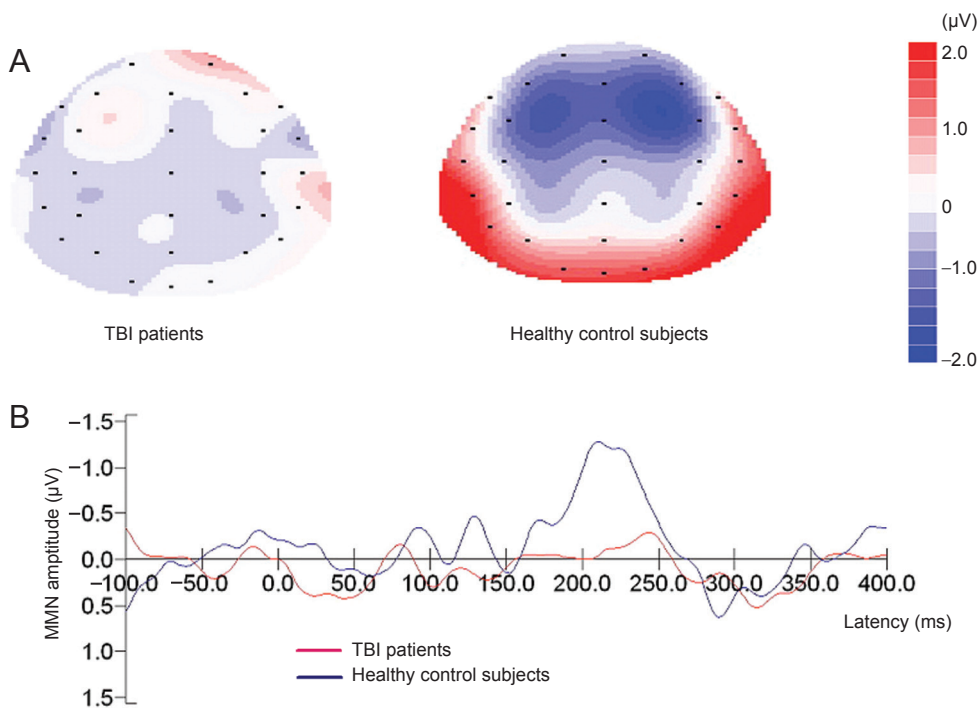 A
(μV)
2.0
1.0
0
–1.0
–2.0
TBI patients
Healthy control subjects
B
MMN amptitude (μV)
−1.5
−1.0
−0.5
0.0
0.5
1.0
1.5
−100.0
−50.0
0.0
50.0
100.0
150.0
200.0
250.0
300.0
350.0
400.0
Latency (ms)
TBI patients
Healthy control subjects